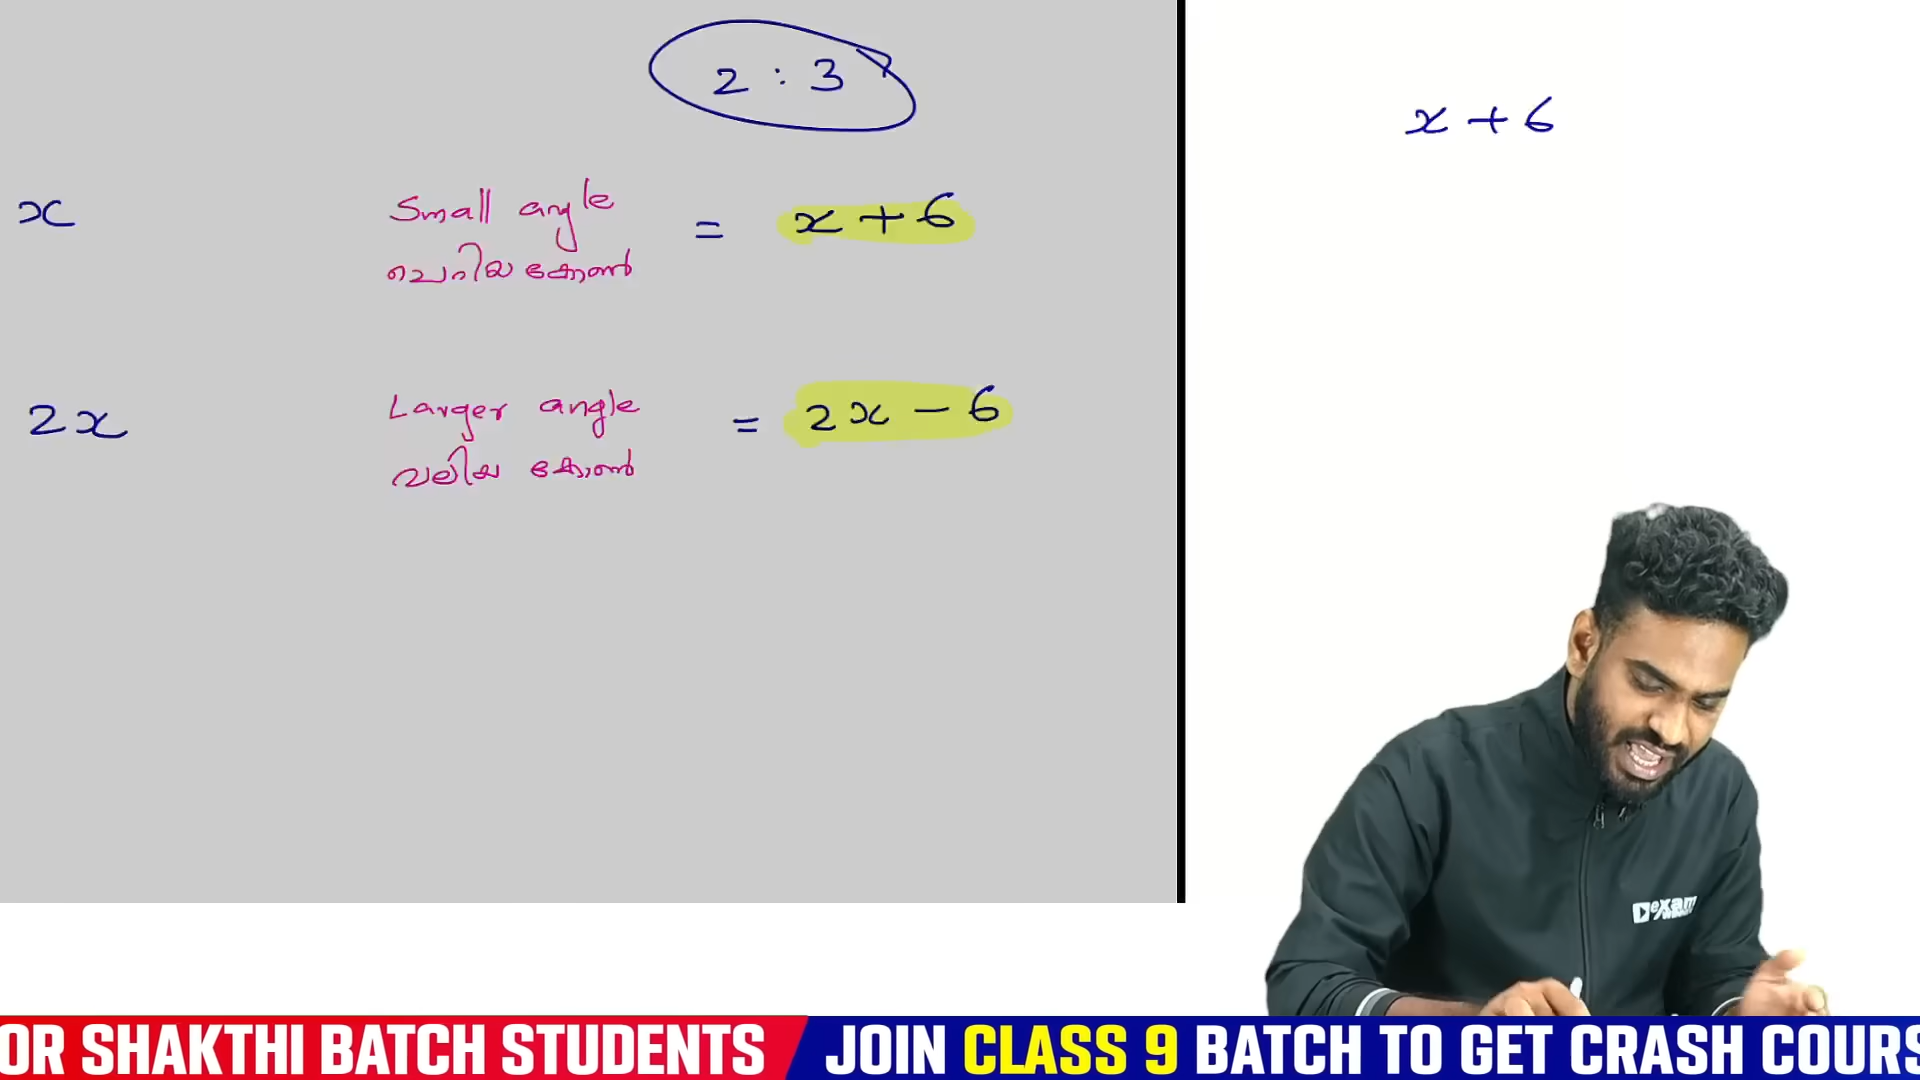 2 : 3
x + 6
x
Small angle = x + 6
ചെറിയ കോൺ
2x
Larger angle = 2x - 6
വലിയ കോൺ
exam
OR SHAKTHI BATCH STUDENTS
JOIN CLASS 9 BATCH TO GET CRASH COURS